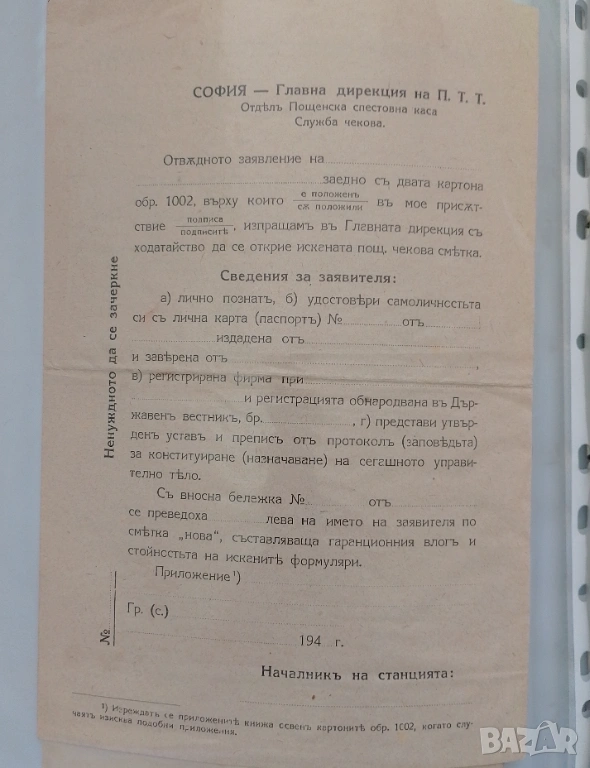 СОФИЯ — Главна дирекция на П. Т. Т.
Отдѣлъ Пощенска спестовна каса
Служба чекова.
Отвѫдното заявление на
заедно съ двата картона
обр. 1002, върху които е положенъ / сѫ положили въ мое присѫт-
ствие подписа / подписитѣ, изпращамъ въ Главната дирекция съ
ходатайство да се открие исканата пощ. чекова смѣтка.
Сведения за заявителя:
а) лично познатъ, б) удостовѣри самоличността
си съ лична карта (паспортъ) № отъ
издадена отъ
и завѣрена отъ
в) регистрирана фирма при
и регистрацията обнародвана въ Дър-
жавенъ вестникъ, бр. , г) представи утвър-
денъ уставъ и преписъ отъ протоколъ (заповѣдьта)
за конституиране (назначаване) на сегашното управи-
телно тѣло.
Съ вносна бележка № отъ
се преведоха лева на името на заявителя по
смѣтка „нова“, съставляваща гаренционния влогъ и
стойността на исканитѣ формуляри.
Приложение¹)
Гр. (с.)
194 г.
Началникъ на станцията:
¹) Изреждатъ се приложенитѣ книжа освенъ картонитѣ обр. 1002, когато слу-
чаятъ изисква подобни приложения.
Ненуждното да се зачеркне
№
BAZAR